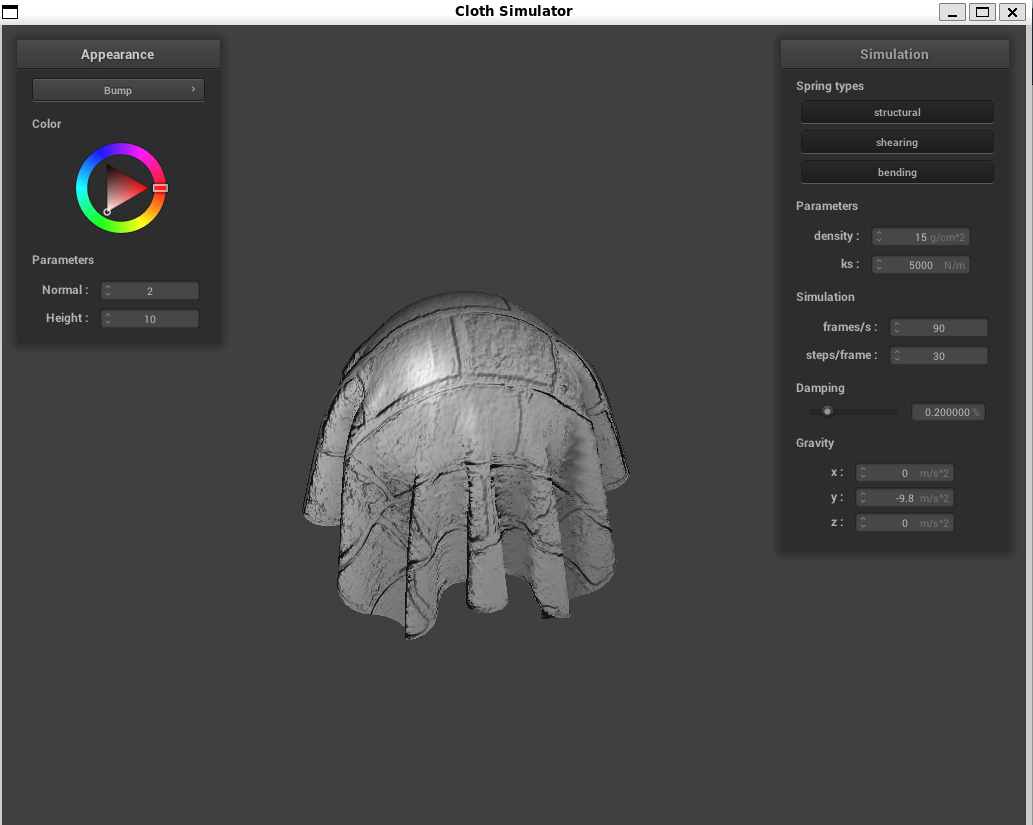 Cloth Simulator
Appearance
Bump
Color
Parameters
Normal : 2
Height : 10
Simulation
Spring types
structural
shearing
bending
Parameters
density : 15 g/cm^2
ks : 5000 N/m
Simulation
frames/s : 90
steps/frame : 30
Damping
0.200000 %
Gravity
x : 0 m/s^2
y : -9.8 m/s^2
z : 0 m/s^2